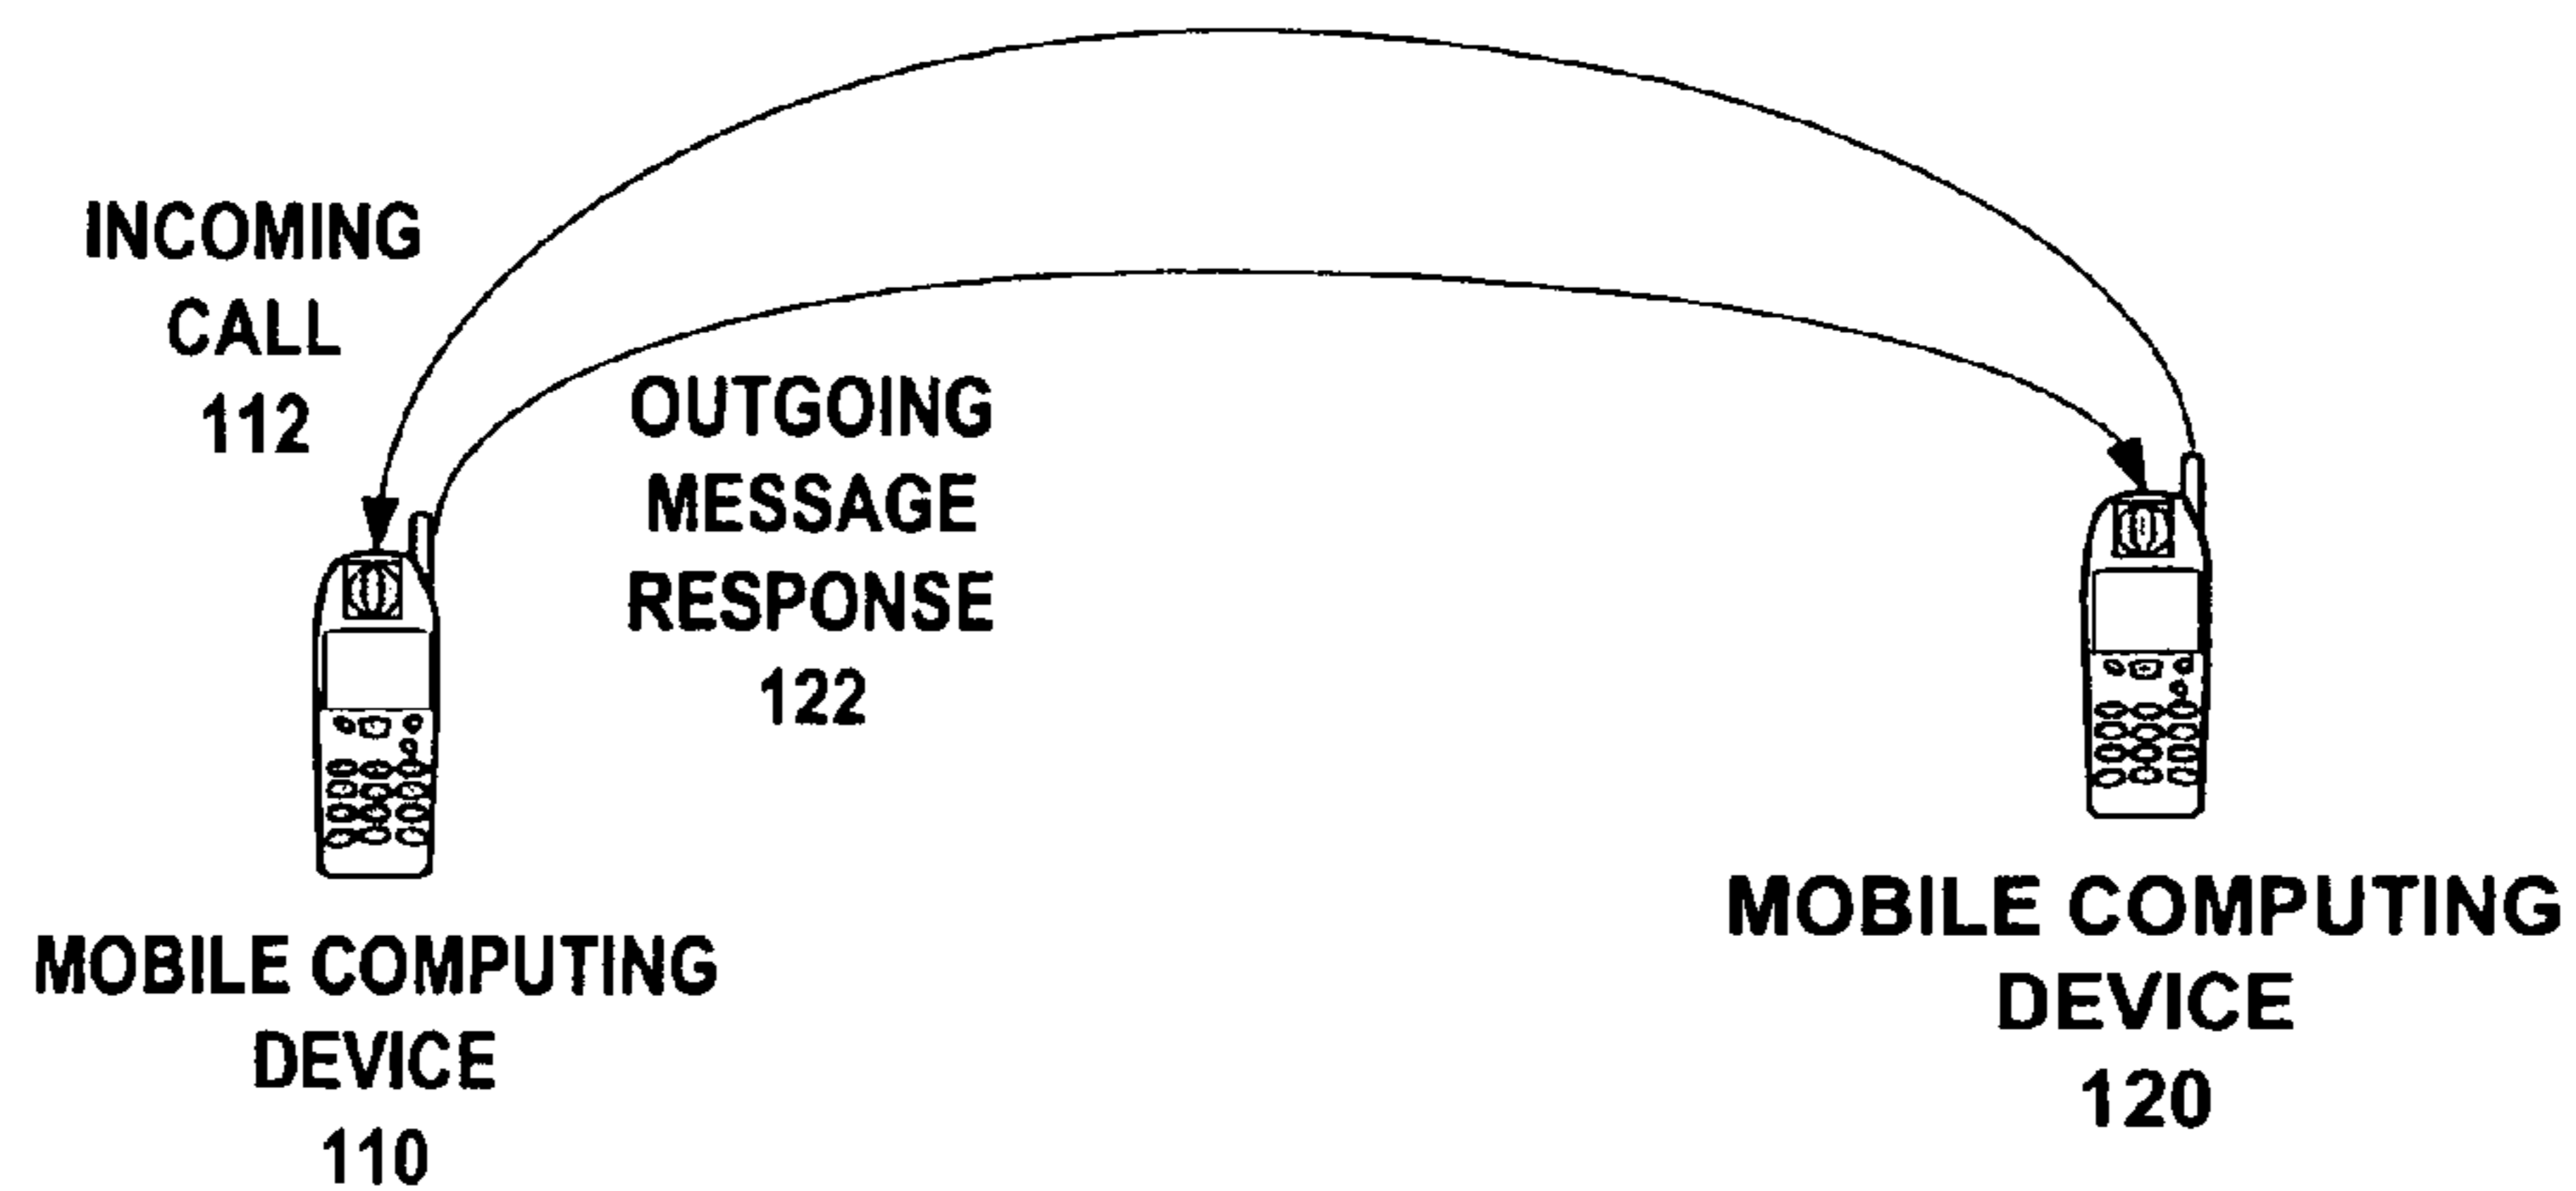 INCOMING
CALL
112
OUTGOING
MESSAGE
RESPONSE
122
MOBILE COMPUTING
DEVICE
110
MOBILE COMPUTING
DEVICE
120